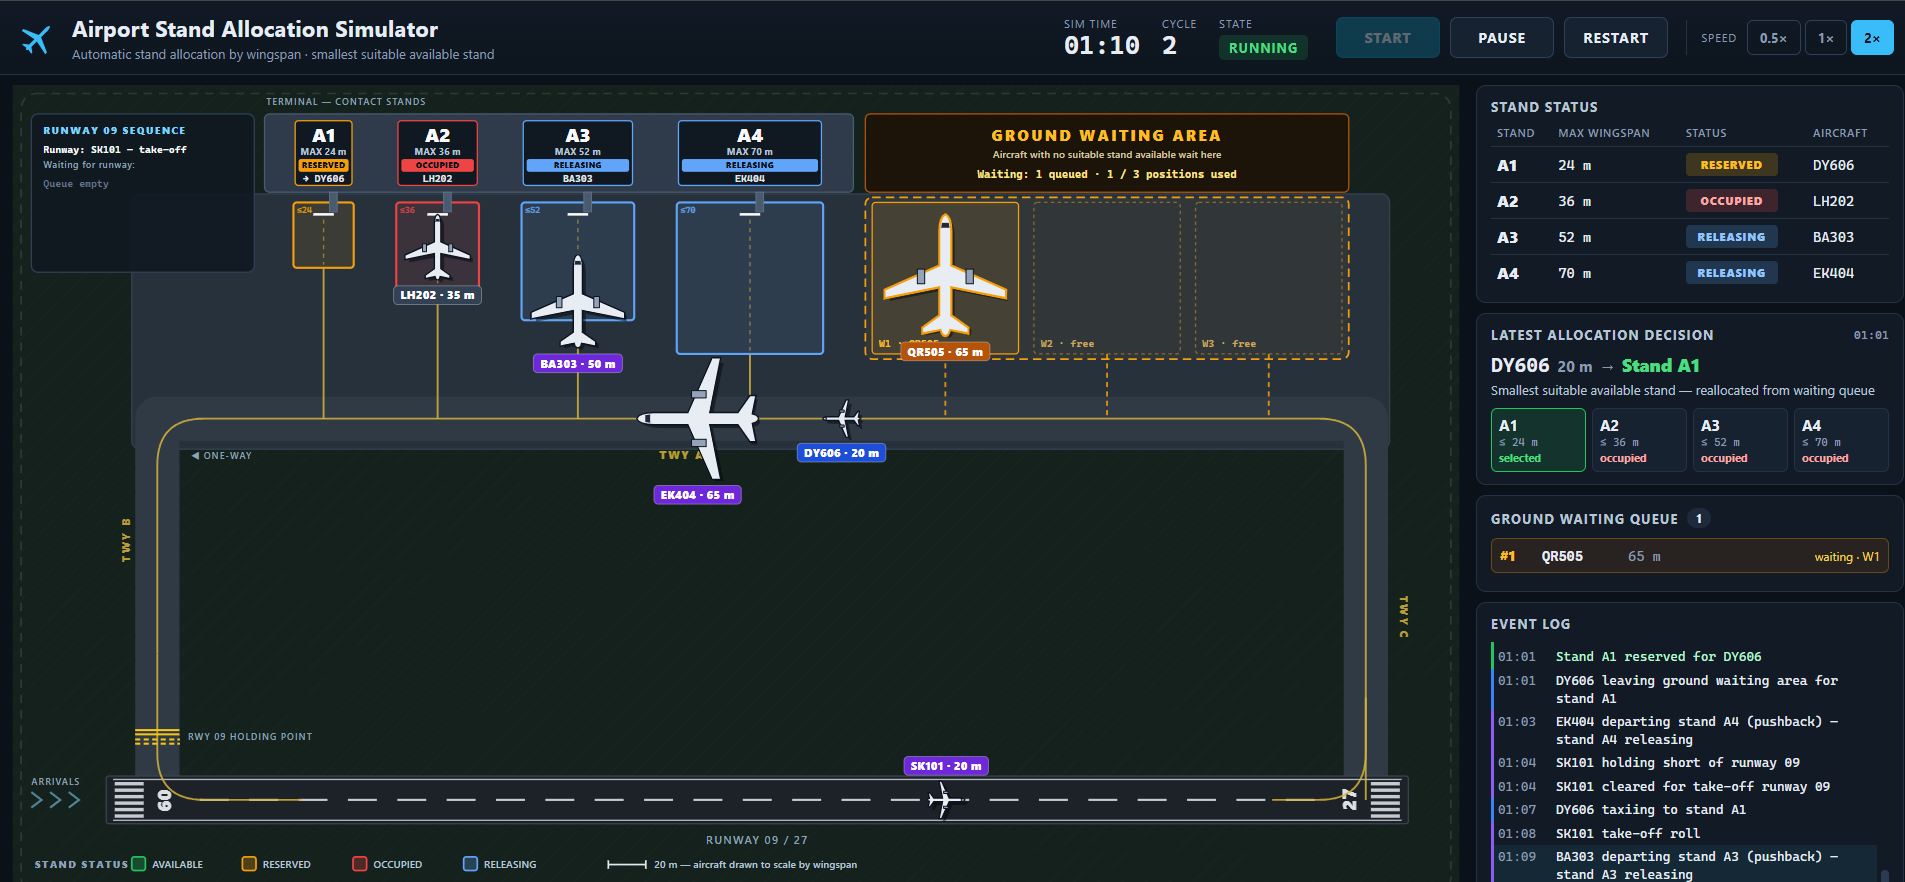 Airport Stand Allocation Simulator
Automatic stand allocation by wingspan · smallest suitable available stand
SIM TIME
01:10
CYCLE
2
STATE
RUNNING
START
PAUSE
RESTART
SPEED
0.5×
1×
2×
TERMINAL — CONTACT STANDS
RUNWAY 09 SEQUENCE
Runway: SK101 — take-off
Waiting for runway:
Queue empty
A1
MAX 24 m
RESERVED
→ DY606
A2
MAX 36 m
OCCUPIED
LH202
A3
MAX 52 m
RELEASING
BA303
A4
MAX 70 m
RELEASING
EK404
GROUND WAITING AREA
Aircraft with no suitable stand available wait here
Waiting: 1 queued · 1 / 3 positions used
≤24
≤36
≤52
≤70
LH202 · 35 m
BA303 · 50 m
W1 ·
QR505 · 65 m
W2 · free
W3 · free
◀ ONE-WAY
TWY A
DY606 · 20 m
EK404 · 65 m
TWY B
TWY C
RWY 09 HOLDING POINT
SK101 · 20 m
ARRIVALS
09
27
RUNWAY 09 / 27
STAND STATUS
AVAILABLE
RESERVED
OCCUPIED
RELEASING
20 m — aircraft drawn to scale by wingspan
STAND STATUS
STAND MAX WINGSPAN STATUS AIRCRAFT
A1 24 m RESERVED DY606
A2 36 m OCCUPIED LH202
A3 52 m RELEASING BA303
A4 70 m RELEASING EK404
LATEST ALLOCATION DECISION 01:01
DY606 20 m → Stand A1
Smallest suitable available stand — reallocated from waiting queue
A1
≤ 24 m
selected
A2
≤ 36 m
occupied
A3
≤ 52 m
occupied
A4
≤ 70 m
occupied
GROUND WAITING QUEUE 1
#1 QR505 65 m waiting · W1
EVENT LOG
01:01 Stand A1 reserved for DY606
01:01 DY606 leaving ground waiting area for
stand A1
01:03 EK404 departing stand A4 (pushback) —
stand A4 releasing
01:04 SK101 holding short of runway 09
01:04 SK101 cleared for take-off runway 09
01:07 DY606 taxiing to stand A1
01:08 SK101 take-off roll
01:09 BA303 departing stand A3 (pushback) —
stand A3 releasing